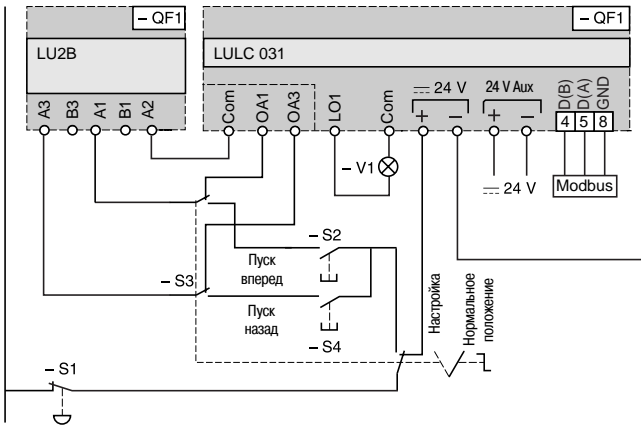 – QF1
– QF1
LU2B
LULC 031
A3
B3
A1
B1
A2
Com
OA1
OA3
LO1
Com
24 V
+
–
24 V Aux
+
–
D(B)
D(A)
GND
4
5
8
– V1
24 V
Modbus
– S2
Пуск
вперед
– S3
Пуск
назад
– S4
Настройка
Нормальное
положение
– S1